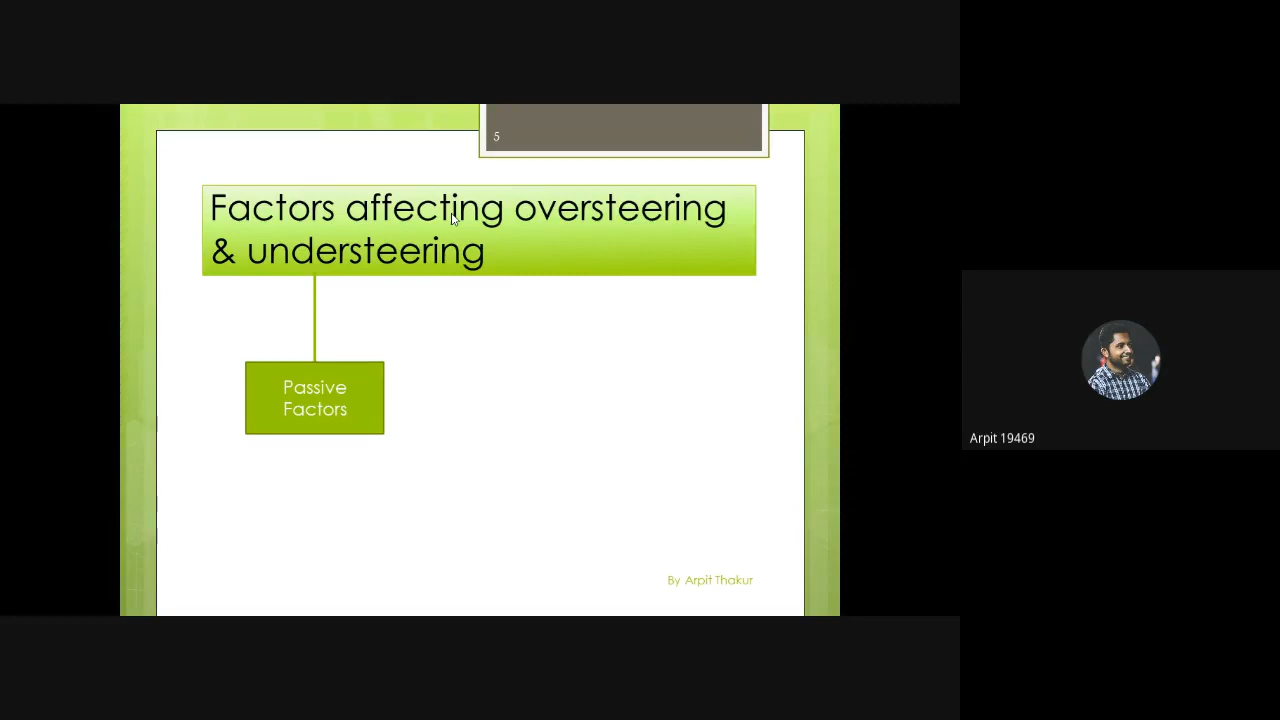 5
Factors affecting oversteering
& understeering
Passive
Factors
By Arpit Thakur
Arpit 19469